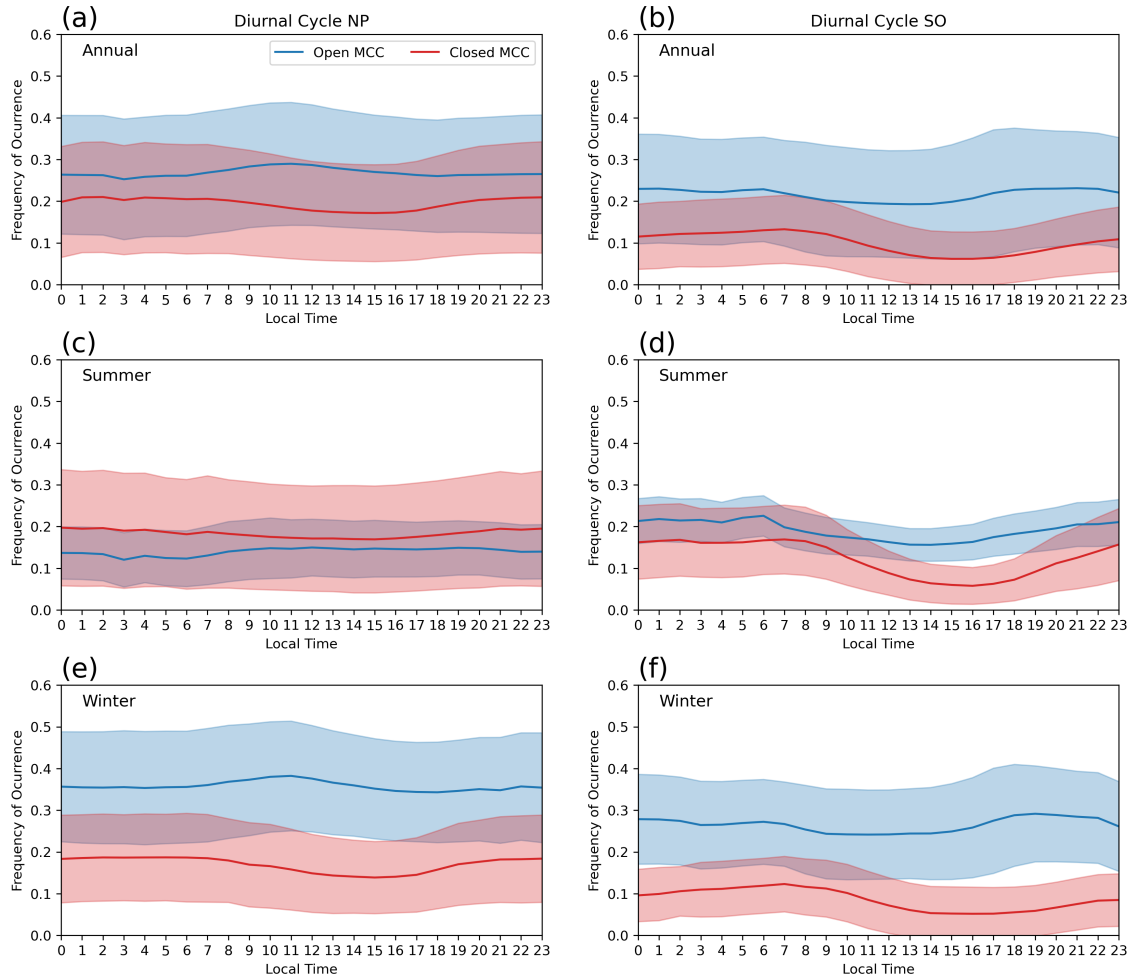 (a)
Diurnal Cycle NP
Annual
Open MCC
Closed MCC
Frequency of Ocurrence
0.0 0.1 0.2 0.3 0.4 0.5 0.6
0 1 2 3 4 5 6 7 8 9 10 11 12 13 14 15 16 17 18 19 20 21 22 23
Local Time
(b)
Diurnal Cycle SO
Annual
Frequency of Ocurrence
0.0 0.1 0.2 0.3 0.4 0.5 0.6
0 1 2 3 4 5 6 7 8 9 10 11 12 13 14 15 16 17 18 19 20 21 22 23
Local Time
(c)
Summer
Frequency of Ocurrence
0.0 0.1 0.2 0.3 0.4 0.5 0.6
0 1 2 3 4 5 6 7 8 9 10 11 12 13 14 15 16 17 18 19 20 21 22 23
Local Time
(d)
Summer
Frequency of Ocurrence
0.0 0.1 0.2 0.3 0.4 0.5 0.6
0 1 2 3 4 5 6 7 8 9 10 11 12 13 14 15 16 17 18 19 20 21 22 23
Local Time
(e)
Winter
Frequency of Ocurrence
0.0 0.1 0.2 0.3 0.4 0.5 0.6
0 1 2 3 4 5 6 7 8 9 10 11 12 13 14 15 16 17 18 19 20 21 22 23
Local Time
(f)
Winter
Frequency of Ocurrence
0.0 0.1 0.2 0.3 0.4 0.5 0.6
0 1 2 3 4 5 6 7 8 9 10 11 12 13 14 15 16 17 18 19 20 21 22 23
Local Time